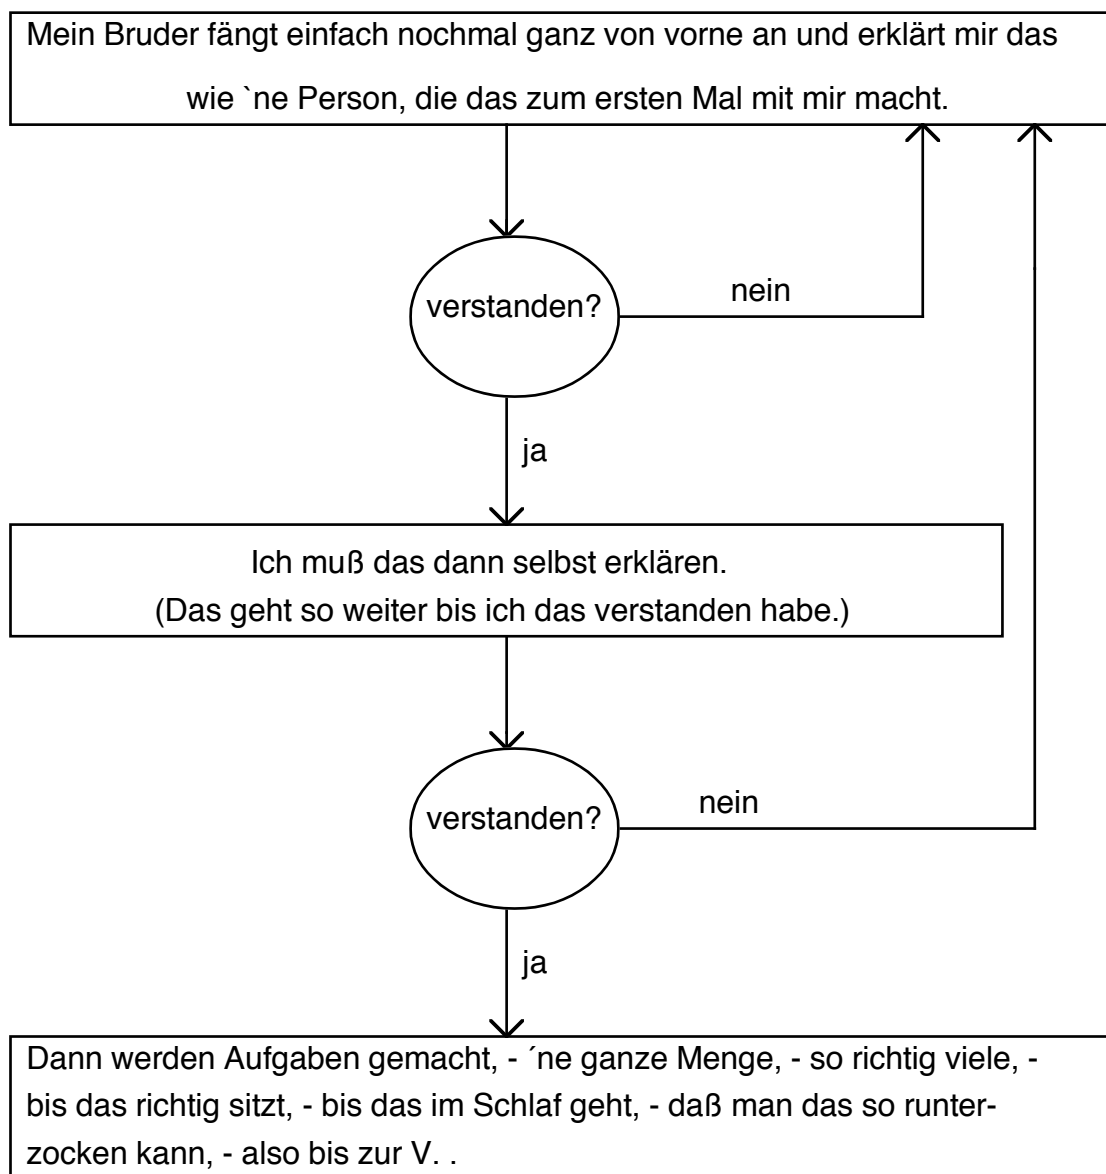 Mein Bruder fängt einfach nochmal ganz von vorne an und erklärt mir das
wie `ne Person, die das zum ersten Mal mit mir macht.
verstanden?
nein
ja
Ich muß das dann selbst erklären.
(Das geht so weiter bis ich das verstanden habe.)
verstanden?
nein
ja
Dann werden Aufgaben gemacht, - ´ne ganze Menge, - so richtig viele, -
bis das richtig sitzt, - bis das im Schlaf geht, - daß man das so runter-
zocken kann, - also bis zur V. .